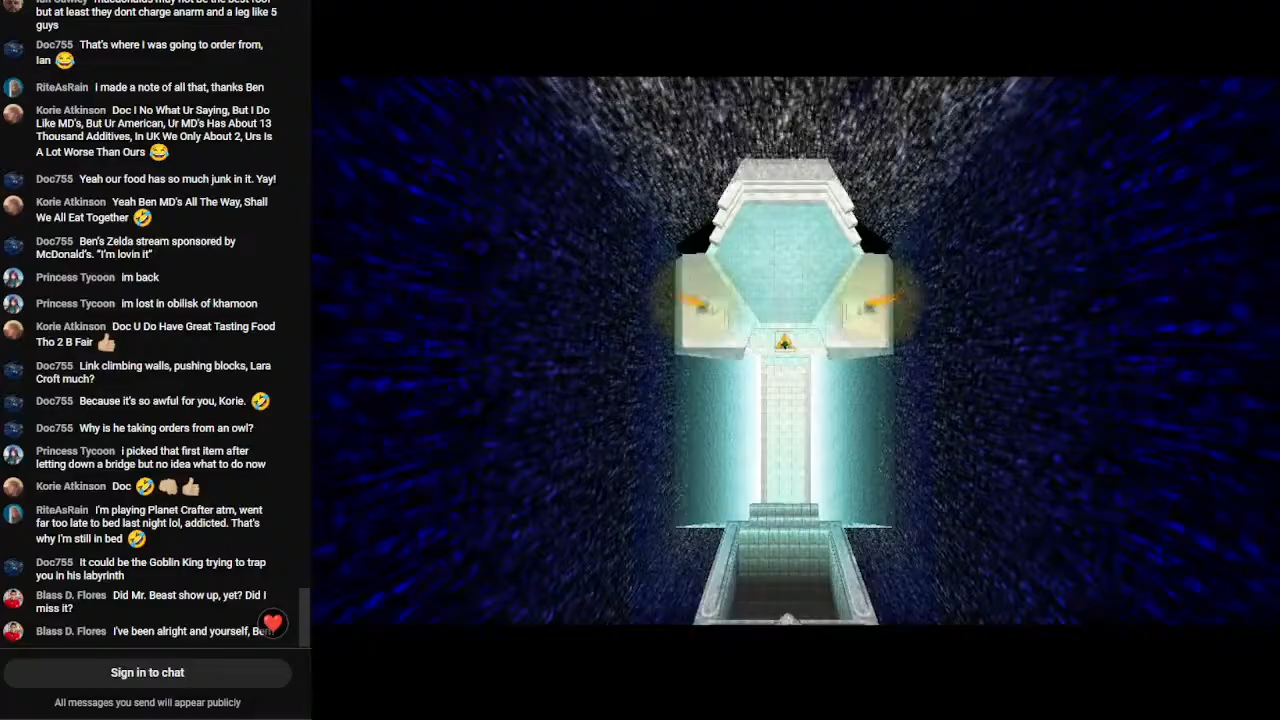 but at least they dont charge anarm and a leg like 5
guys
Doc755 That's where I was going to order from,
Ian 😂
RiteAsRain I made a note of all that, thanks Ben
Korie Atkinson Doc I No What Ur Saying, But I Do
Like MD's, But Ur American, Ur MD's Has About 13
Thousand Additives, In UK We Only About 2, Urs Is
A Lot Worse Than Ours 😂
Doc755 Yeah our food has so much junk in it. Yay!
Korie Atkinson Yeah Ben MD's All The Way, Shall
We All Eat Together 🤣
Doc755 Ben's Zelda stream sponsored by
McDonald's. "I'm lovin it"
Princess Tycoon im back
Princess Tycoon im lost in obilisk of khamoon
Korie Atkinson Doc U Do Have Great Tasting Food
Tho 2 B Fair 👍🏼
Doc755 Link climbing walls, pushing blocks, Lara
Croft much?
Doc755 Because it's so awful for you, Korie. 🤣
Doc755 Why is he taking orders from an owl?
Princess Tycoon i picked that first item after
letting down a bridge but no idea what to do now
Korie Atkinson Doc 🤣👊🏼👍🏼
RiteAsRain I'm playing Planet Crafter atm, went
far too late to bed last night lol, addicted. That's
why I'm still in bed 🤣
Doc755 It could be the Goblin King trying to trap
you in his labyrinth
Blass D. Flores Did Mr. Beast show up, yet? Did I
miss it?
Blass D. Flores I've been alright and yourself,
Sign in to chat
All messages you send will appear publicly